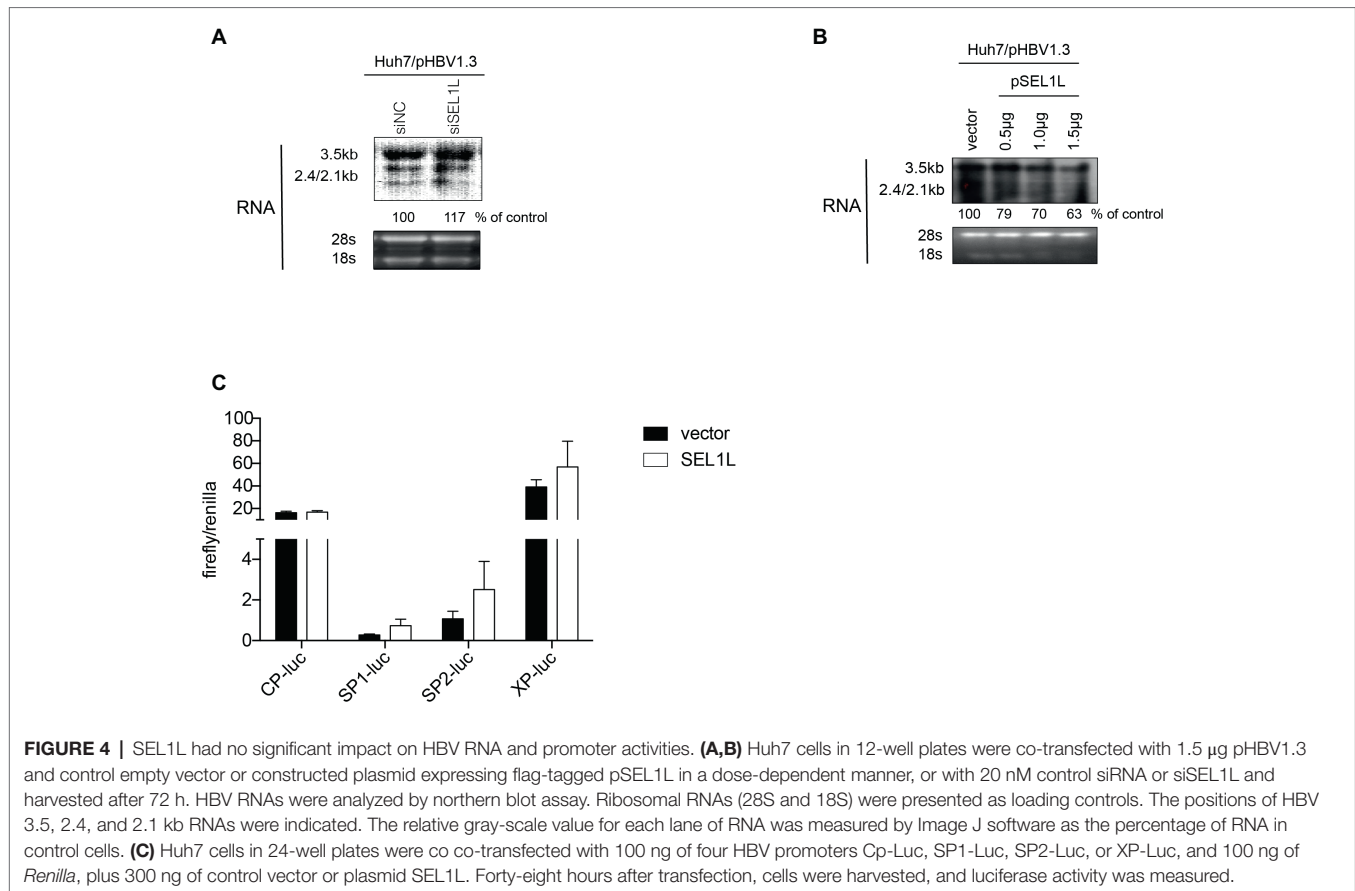 A
Huh7/pHBV1.3
siNC
siSEL1L
3.5kb
2.4/2.1kb
RNA
100 117 % of control
28s
18s
B
Huh7/pHBV1.3
pSEL1L
vector
0.5µg
1.0µg
1.5µg
3.5kb
2.4/2.1kb
RNA
100 79 70 63 % of control
28s
18s
C
firefly/renilla
100
80
60
40
20
4
2
0
CP-luc
SP1-luc
SP2-luc
XP-luc
vector
SEL1L
FIGURE 4 | SEL1L had no significant impact on HBV RNA and promoter activities. (A,B) Huh7 cells in 12-well plates were co-transfected with 1.5 μg pHBV1.3
and control empty vector or constructed plasmid expressing flag-tagged pSEL1L in a dose-dependent manner, or with 20 nM control siRNA or siSEL1L and
harvested after 72 h. HBV RNAs were analyzed by northern blot assay. Ribosomal RNAs (28S and 18S) were presented as loading controls. The positions of HBV
3.5, 2.4, and 2.1 kb RNAs were indicated. The relative gray-scale value for each lane of RNA was measured by Image J software as the percentage of RNA in
control cells. (C) Huh7 cells in 24-well plates were co co-transfected with 100 ng of four HBV promoters Cp-Luc, SP1-Luc, SP2-Luc, or XP-Luc, and 100 ng of
Renilla, plus 300 ng of control vector or plasmid SEL1L. Forty-eight hours after transfection, cells were harvested, and luciferase activity was measured.